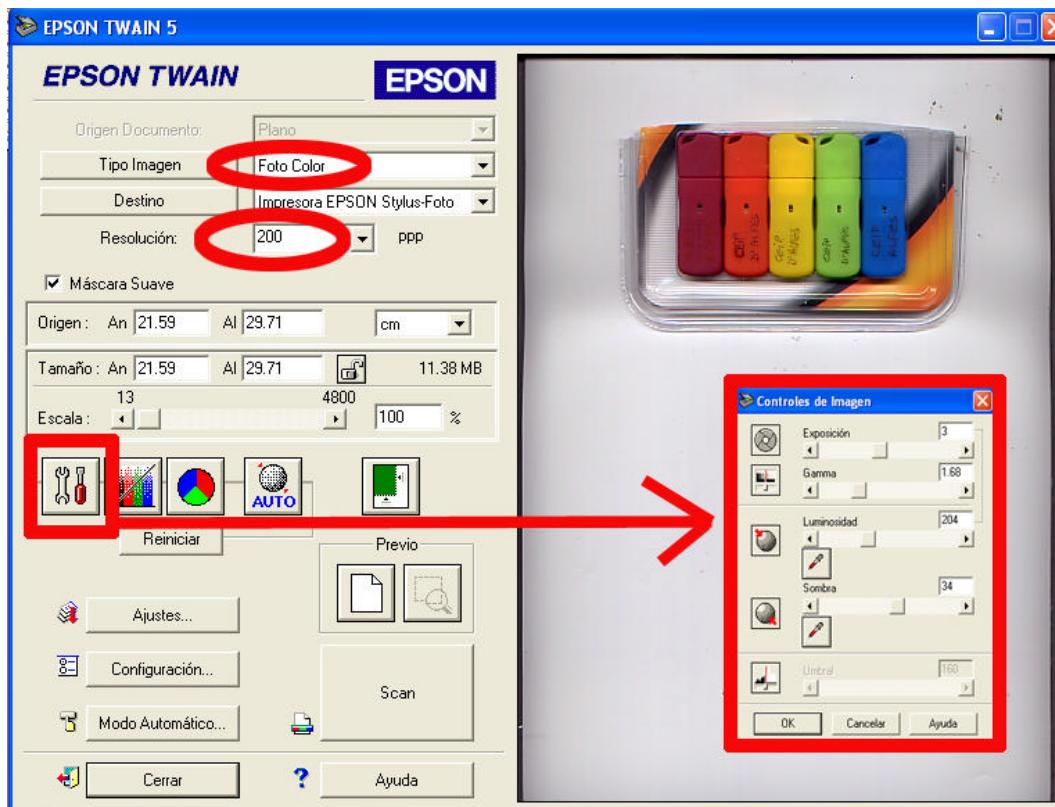 EPSON TWAIN 5
EPSON TWAIN
EPSON
Origen Documento: Plano
Tipo Imagen Foto Color
Destino Impresora EPSON Stylus-Foto
Resolución: 200 ppp
Máscara Suave
Origen : An 21.59 Al 29.71 cm
Tamaño : An 21.59 Al 29.71 11.38 MB
13 4800
Escala : 100 %
AUTO
Reiniciar
Previo
Ajustes...
Configuración...
Scan
Modo Automático...
Cerrar
? Ayuda
CEIP
Controles de Imagen
Exposición 3
Gamma 1.68
Luminosidad 204
Sombra 34
Umbral 160
OK Cancelar Ayuda